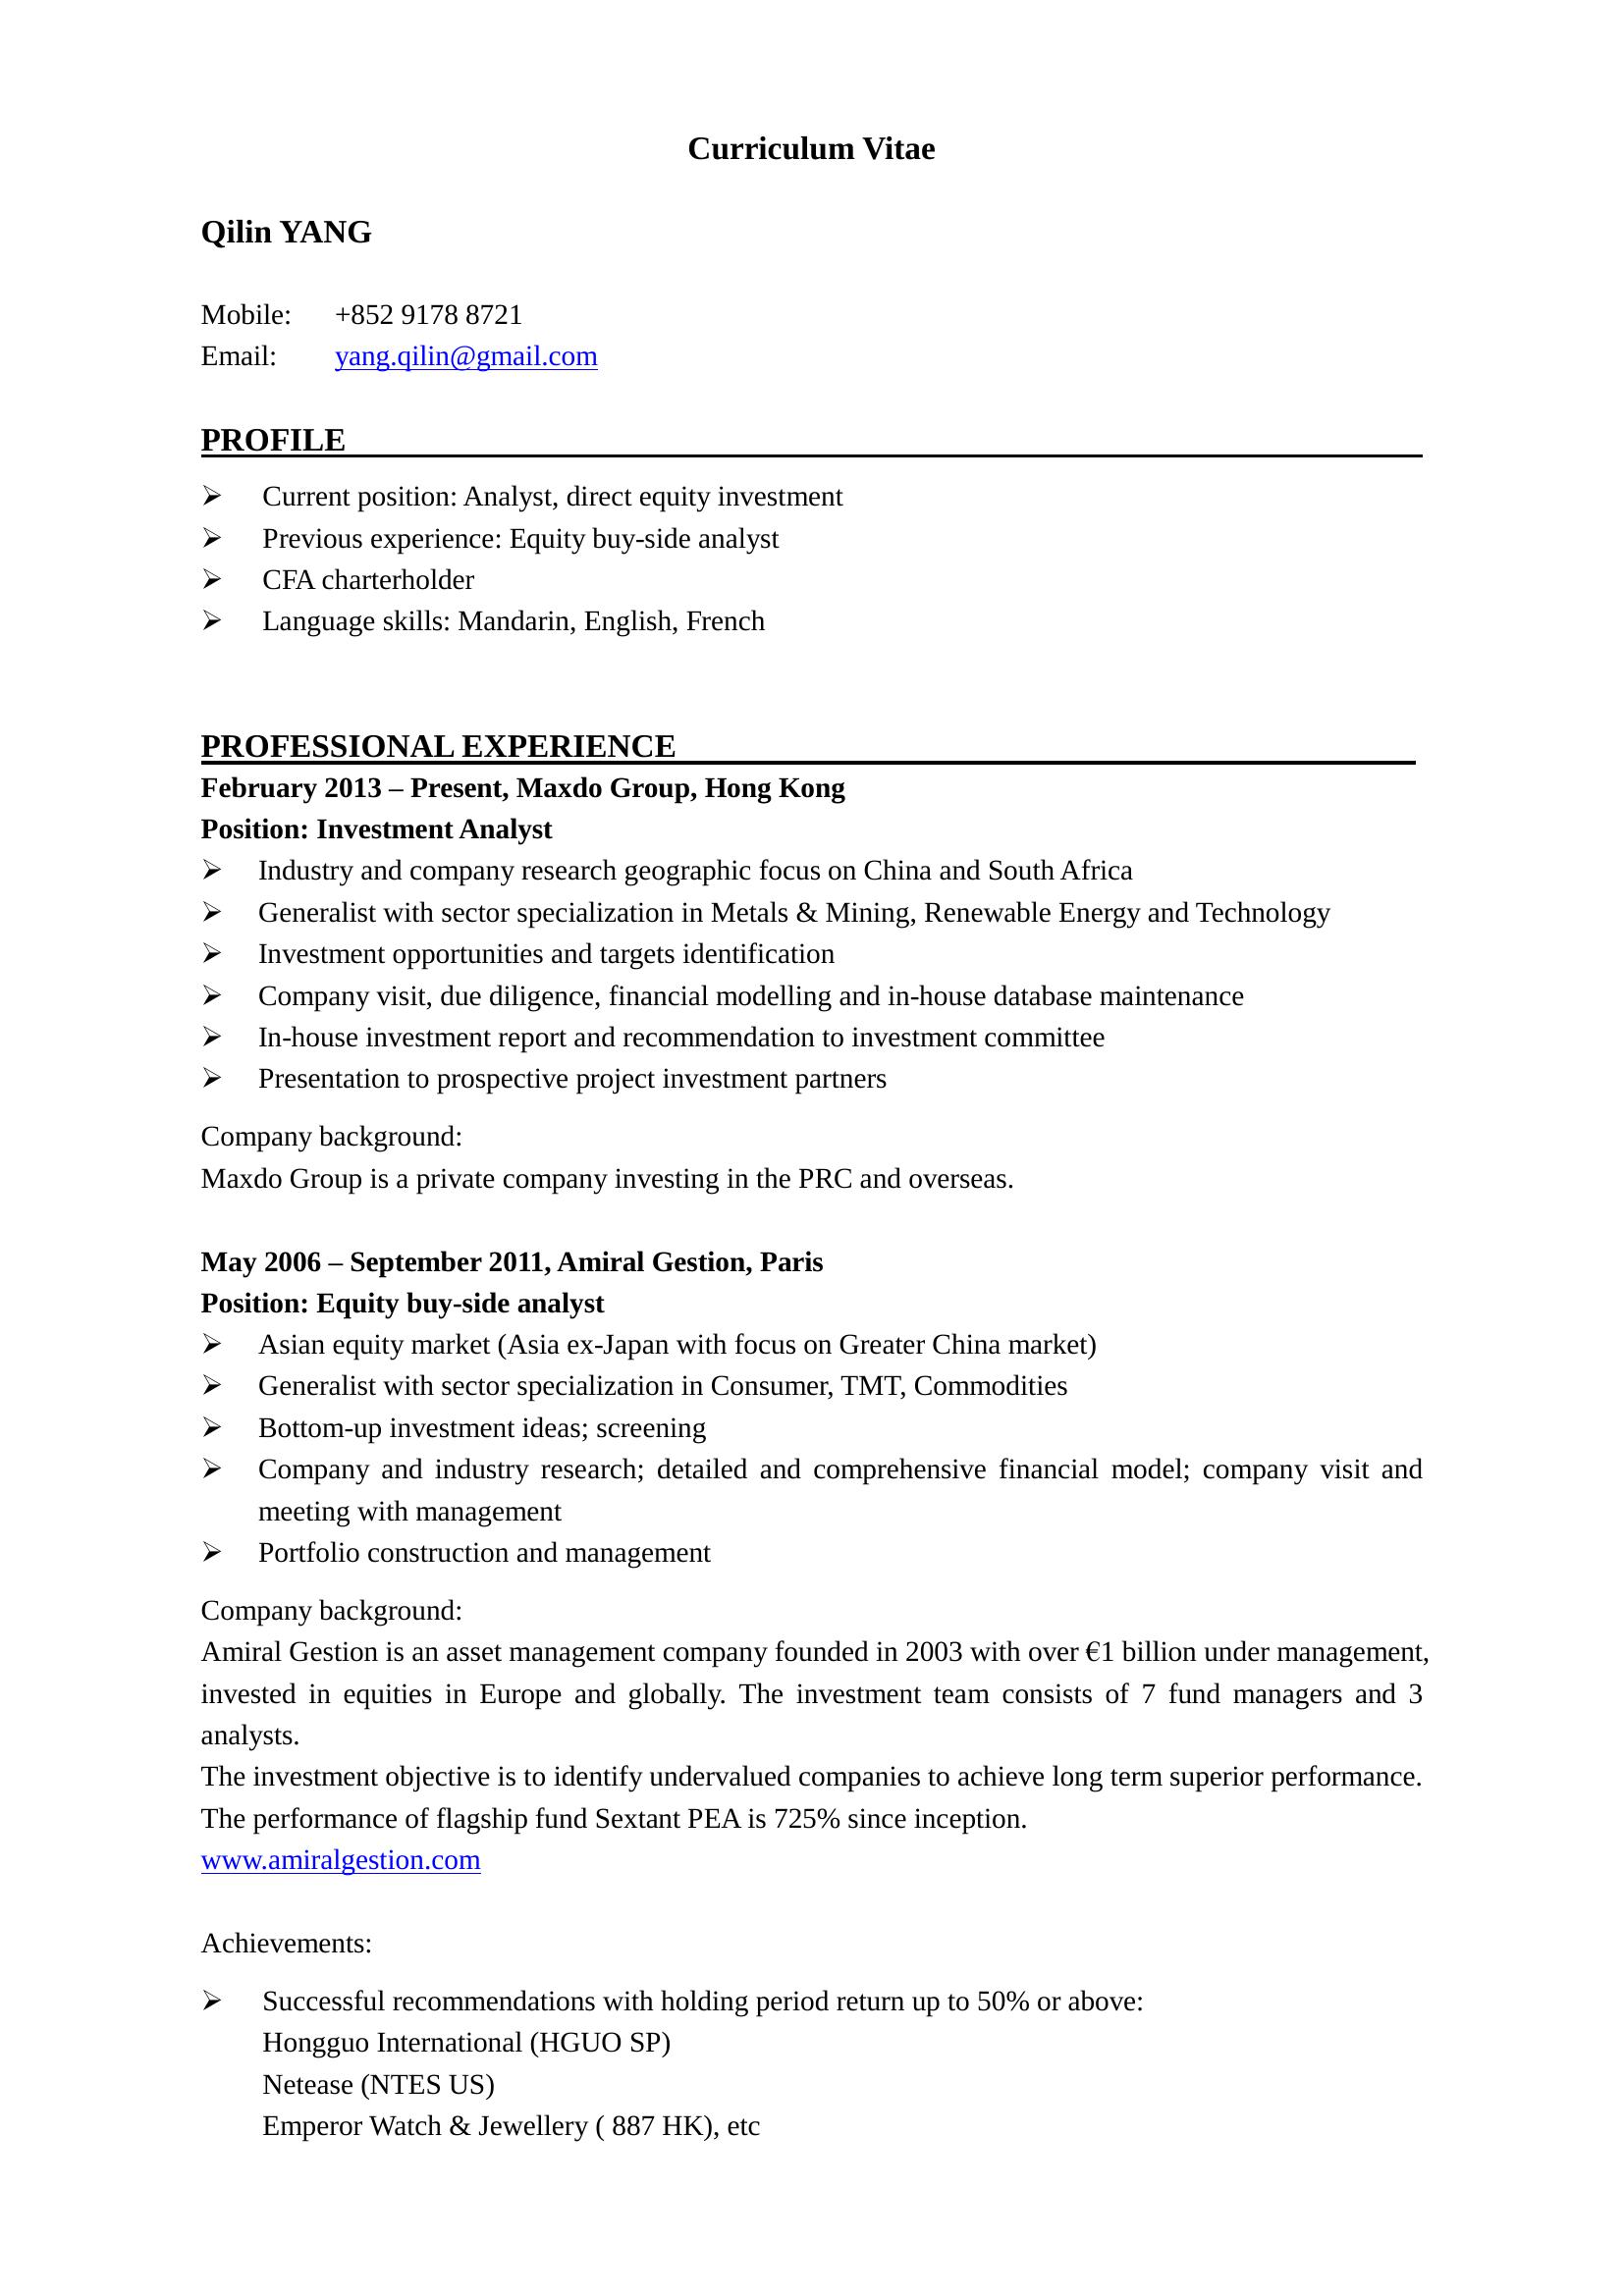 Curriculum Vitae
Qilin YANG
Mobile: +852 9178 8721
Email: yang.qilin@gmail.com
PROFILE
➢ Current position: Analyst, direct equity investment
➢ Previous experience: Equity buy-side analyst
➢ CFA charterholder
➢ Language skills: Mandarin, English, French
PROFESSIONAL EXPERIENCE
February 2013 – Present, Maxdo Group, Hong Kong
Position: Investment Analyst
➢ Industry and company research geographic focus on China and South Africa
➢ Generalist with sector specialization in Metals & Mining, Renewable Energy and Technology
➢ Investment opportunities and targets identification
➢ Company visit, due diligence, financial modelling and in-house database maintenance
➢ In-house investment report and recommendation to investment committee
➢ Presentation to prospective project investment partners
Company background:
Maxdo Group is a private company investing in the PRC and overseas.
May 2006 – September 2011, Amiral Gestion, Paris
Position: Equity buy-side analyst
➢ Asian equity market (Asia ex-Japan with focus on Greater China market)
➢ Generalist with sector specialization in Consumer, TMT, Commodities
➢ Bottom-up investment ideas; screening
➢ Company and industry research; detailed and comprehensive financial model; company visit and
meeting with management
➢ Portfolio construction and management
Company background:
Amiral Gestion is an asset management company founded in 2003 with over €1 billion under management,
invested in equities in Europe and globally. The investment team consists of 7 fund managers and 3
analysts.
The investment objective is to identify undervalued companies to achieve long term superior performance.
The performance of flagship fund Sextant PEA is 725% since inception.
www.amiralgestion.com
Achievements:
➢ Successful recommendations with holding period return up to 50% or above:
Hongguo International (HGUO SP)
Netease (NTES US)
Emperor Watch & Jewellery ( 887 HK), etc